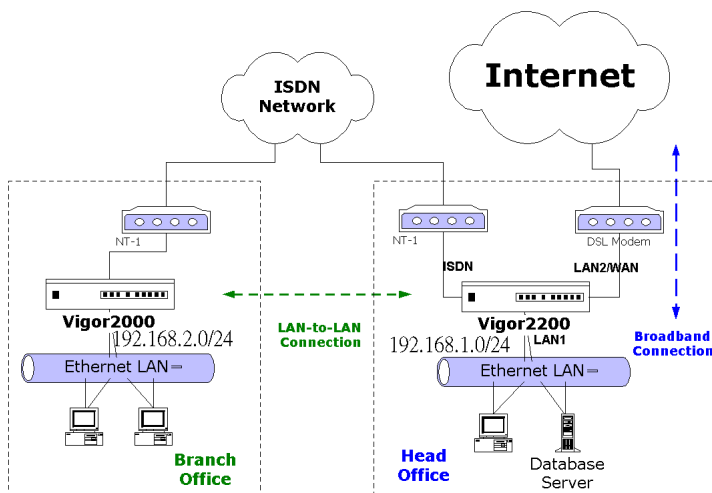 ISDN
Network
Internet
NT-1
NT-1
DSL Modem
ISDN
LAN2/WAN
Vigor2000
Vigor2200
LAN-to-LAN
Connection
Broadband
Connection
192.168.2.0/24
192.168.1.0/24
LAN1
Ethernet LAN
Ethernet LAN
Branch
Office
Head
Office
Database
Server